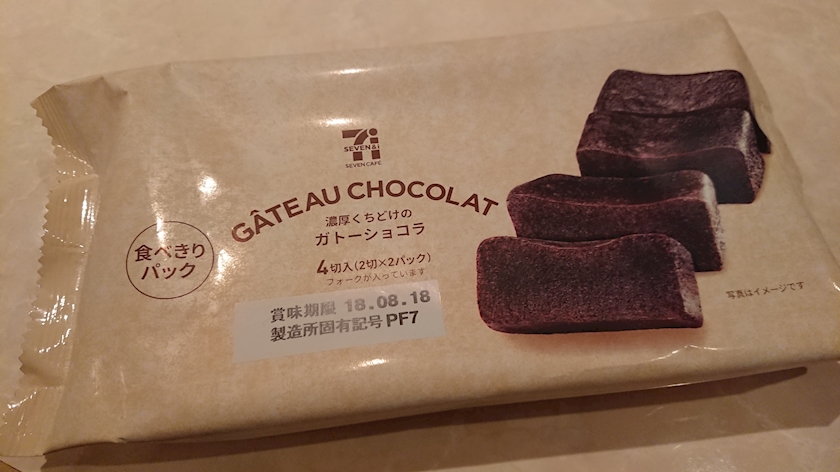 SEVEN&i
SEVEN CAFÉ
GÂTEAU CHOCOLAT
濃厚くちどけの
ガトーショコラ
食べきり
パック
4切入(2切×2パック)
フォークが入っています
賞味期限 18.08.18
製造所固有記号 PF7
写真はイメージです